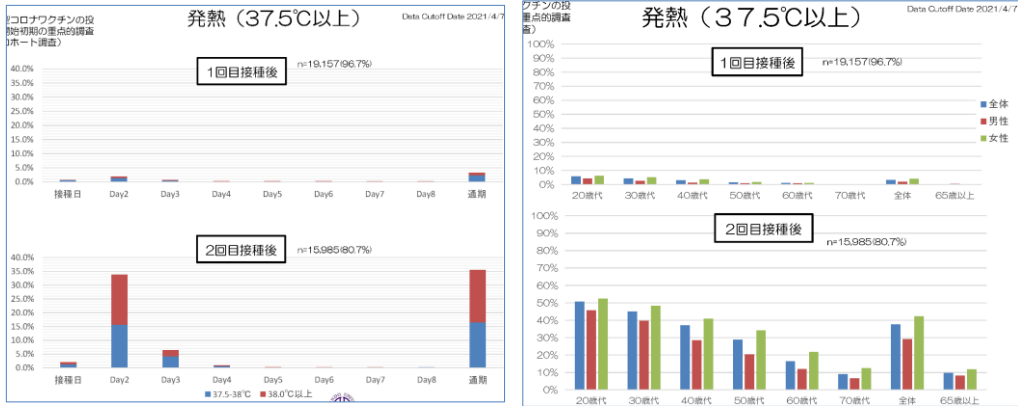 型コロナワクチンの投
開始初期の重点的調査
コホート調査）
発熱（37.5℃以上）
Data Cutoff Date 2021/4/7
1回目接種後
n=19,157(96.7%)
40.0%
35.0%
30.0%
25.0%
20.0%
15.0%
10.0%
5.0%
0.0%
接種日 Day2 Day3 Day4 Day5 Day6 Day7 Day8 通期
2回目接種後
n=15,985(80.7%)
40.0%
35.0%
30.0%
25.0%
20.0%
15.0%
10.0%
5.0%
0.0%
接種日 Day2 Day3 Day4 Day5 Day6 Day7 Day8 通期
37.5-38℃ 38.0℃以上
クチンの投
重点的調査
査）
発熱（37.5℃以上）
Data Cutoff Date 2021/4/7
1回目接種後
n=19,157(96.7%)
100%
90%
80%
70%
60%
50%
40%
30%
20%
10%
0%
20歳代 30歳代 40歳代 50歳代 60歳代 70歳代 全体 65歳以上
全体
男性
女性
2回目接種後
n=15,985(80.7%)
100%
90%
80%
70%
60%
50%
40%
30%
20%
10%
0%
20歳代 30歳代 40歳代 50歳代 60歳代 70歳代 全体 65歳以上